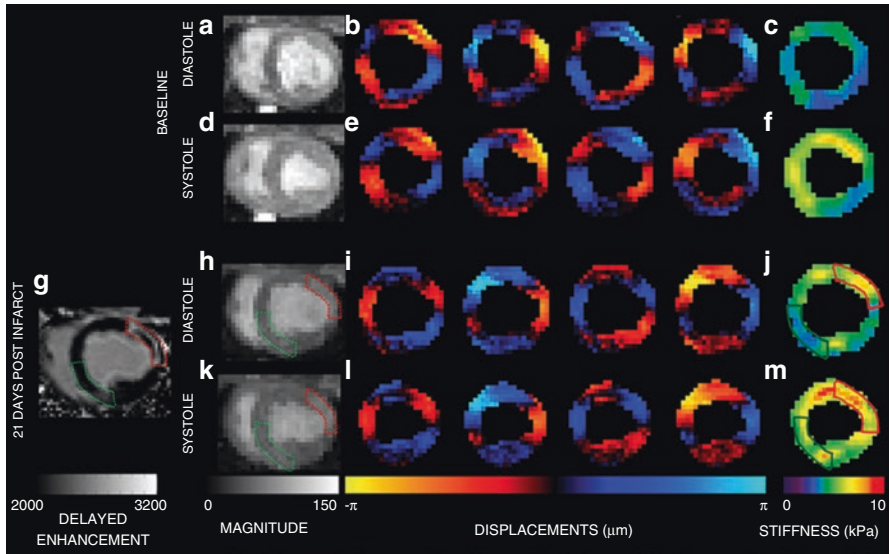 a b c
BASELINE
DIASTOLE
d e f
SYSTOLE
21 DAYS POST INFARCT
g
h i j
DIASTOLE
k l m
SYSTOLE
2000 3200
DELAYED
ENHANCEMENT
0 150
MAGNITUDE
-π π
DISPLACEMENTS (μm)
0 10
STIFFNESS (kPa)